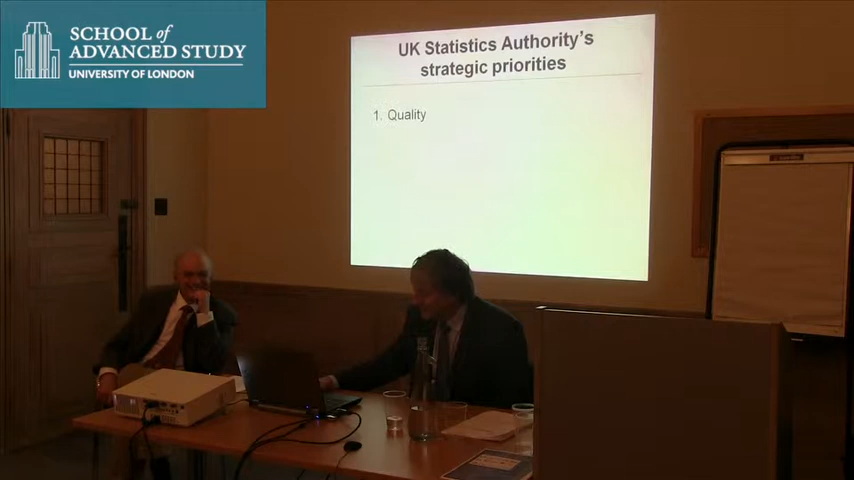 SCHOOL of
ADVANCED STUDY
UNIVERSITY OF LONDON
UK Statistics Authority's
strategic priorities
1. Quality